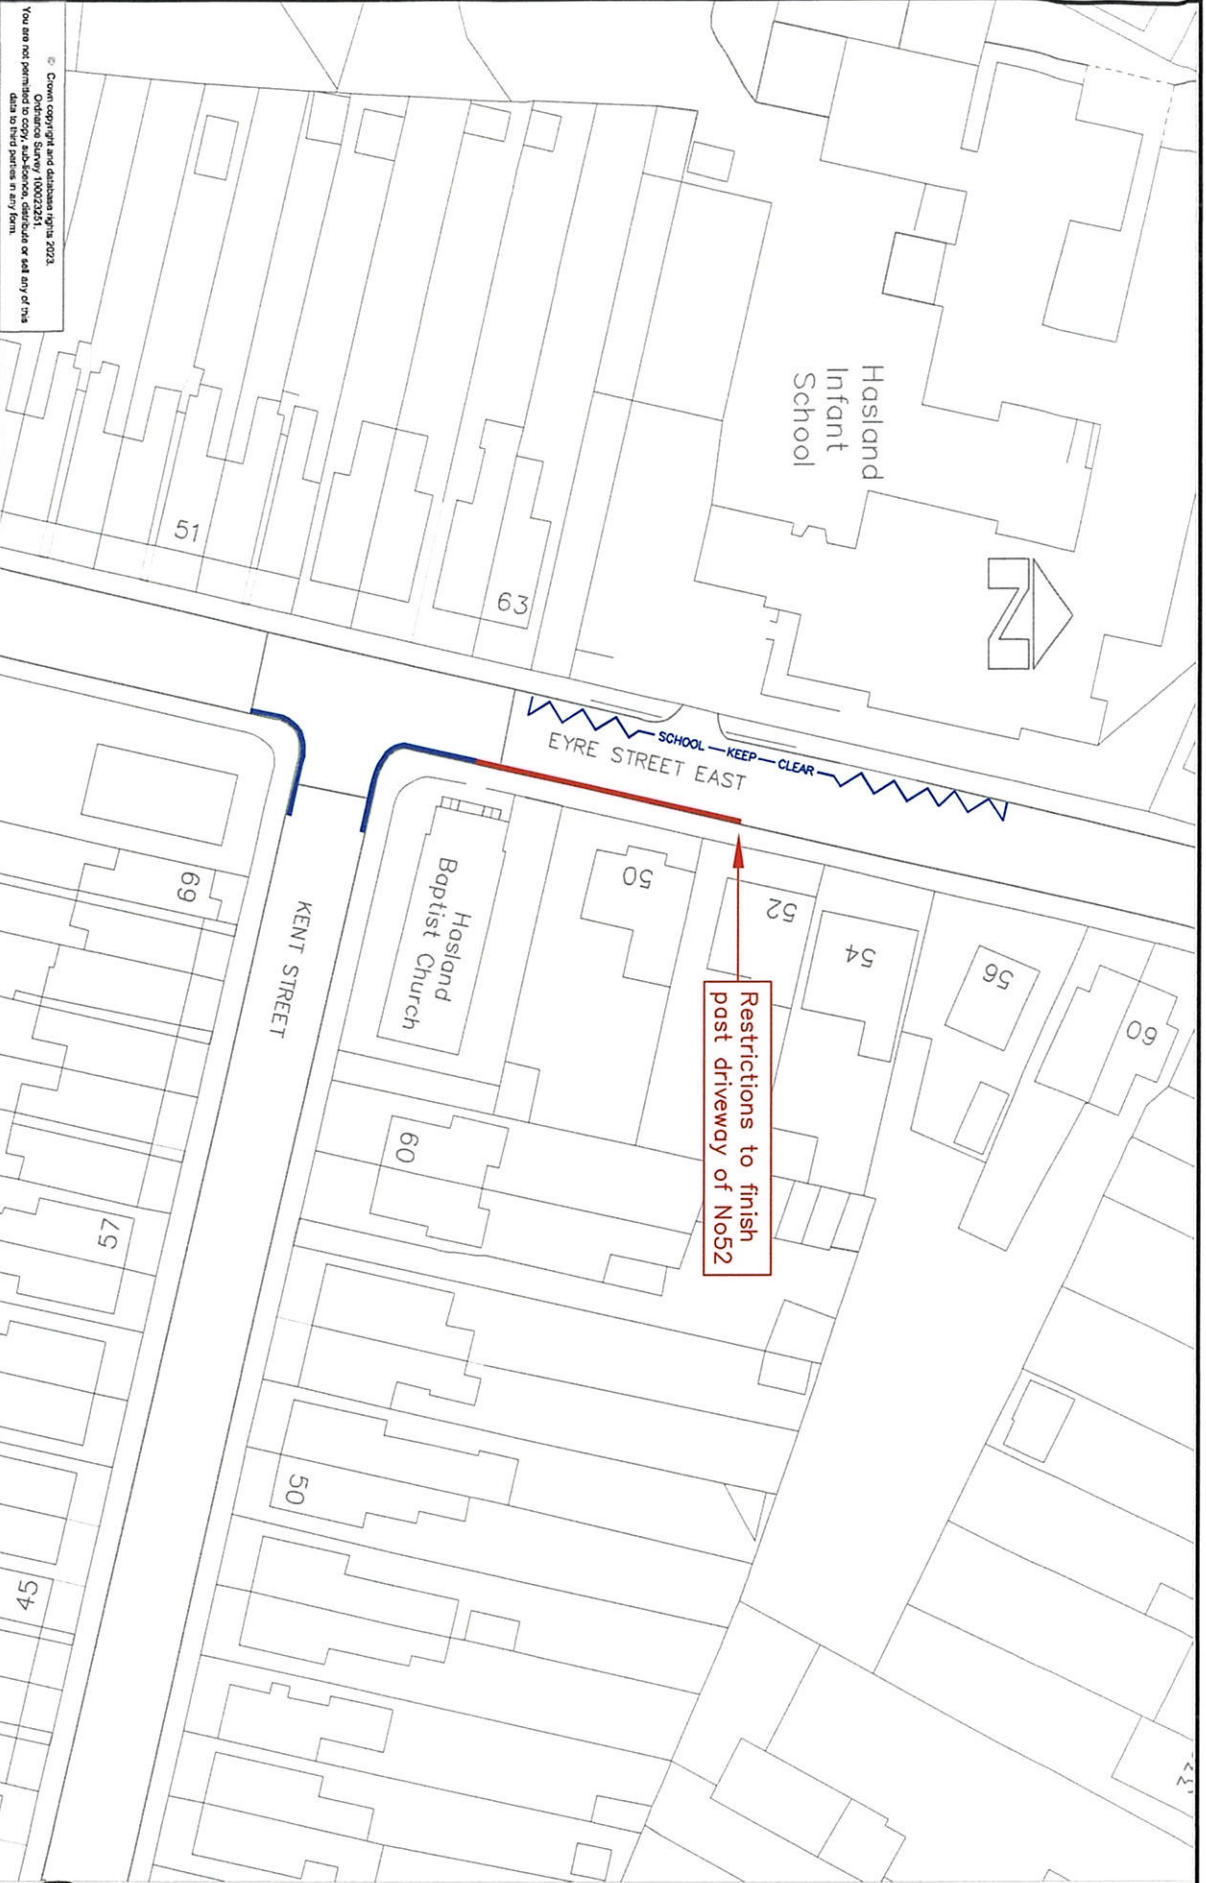 © Crown copyright and database rights 2023.
Ordnance Survey 100023251.
You are not permitted to copy, sub-licence, distribute or sell any of this
data to third parties in any form.
Hasland
Infant
School
N
51
63
SCHOOL KEEP CLEAR
EYRE STREET EAST
50
52
54
56
60
Restrictions to finish
past driveway of No52
Hasland
Baptist Church
KENT STREET
69
60
57
50
45